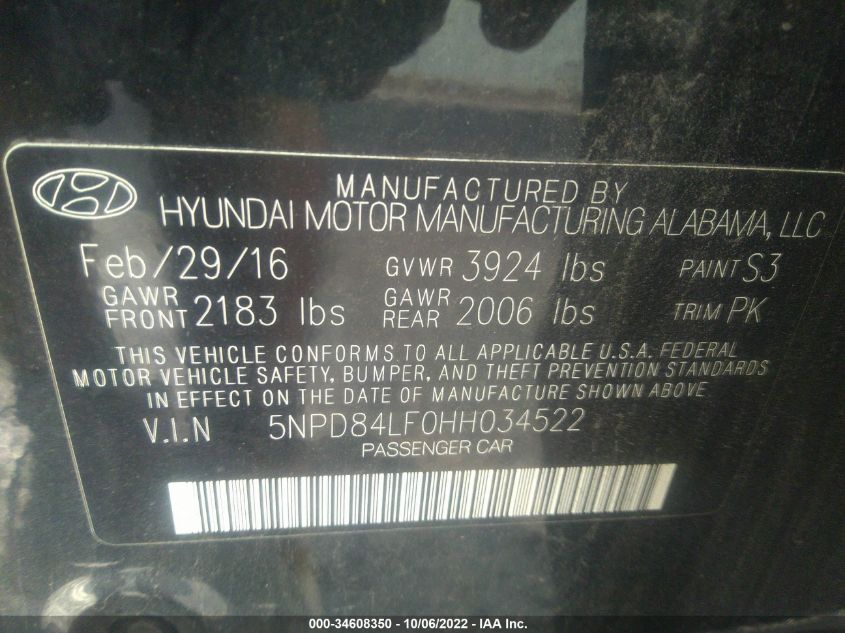 MANUFACTURED BY
HYUNDAI MOTOR MANUFACTURING ALABAMA, LLC
Feb/29/16 GVWR 3924 lbs PAINT S3
GAWR FRONT 2183 lbs GAWR REAR 2006 lbs TRIM PK
THIS VEHICLE CONFORMS TO ALL APPLICABLE U.S.A. FEDERAL
MOTOR VEHICLE SAFETY, BUMPER, AND THEFT PREVENTION STANDARDS
IN EFFECT ON THE DATE OF MANUFACTURE SHOWN ABOVE.
V.I.N 5NPD84LF0HH034522
PASSENGER CAR
000-34608350 - 10/06/2022 - IAA Inc.